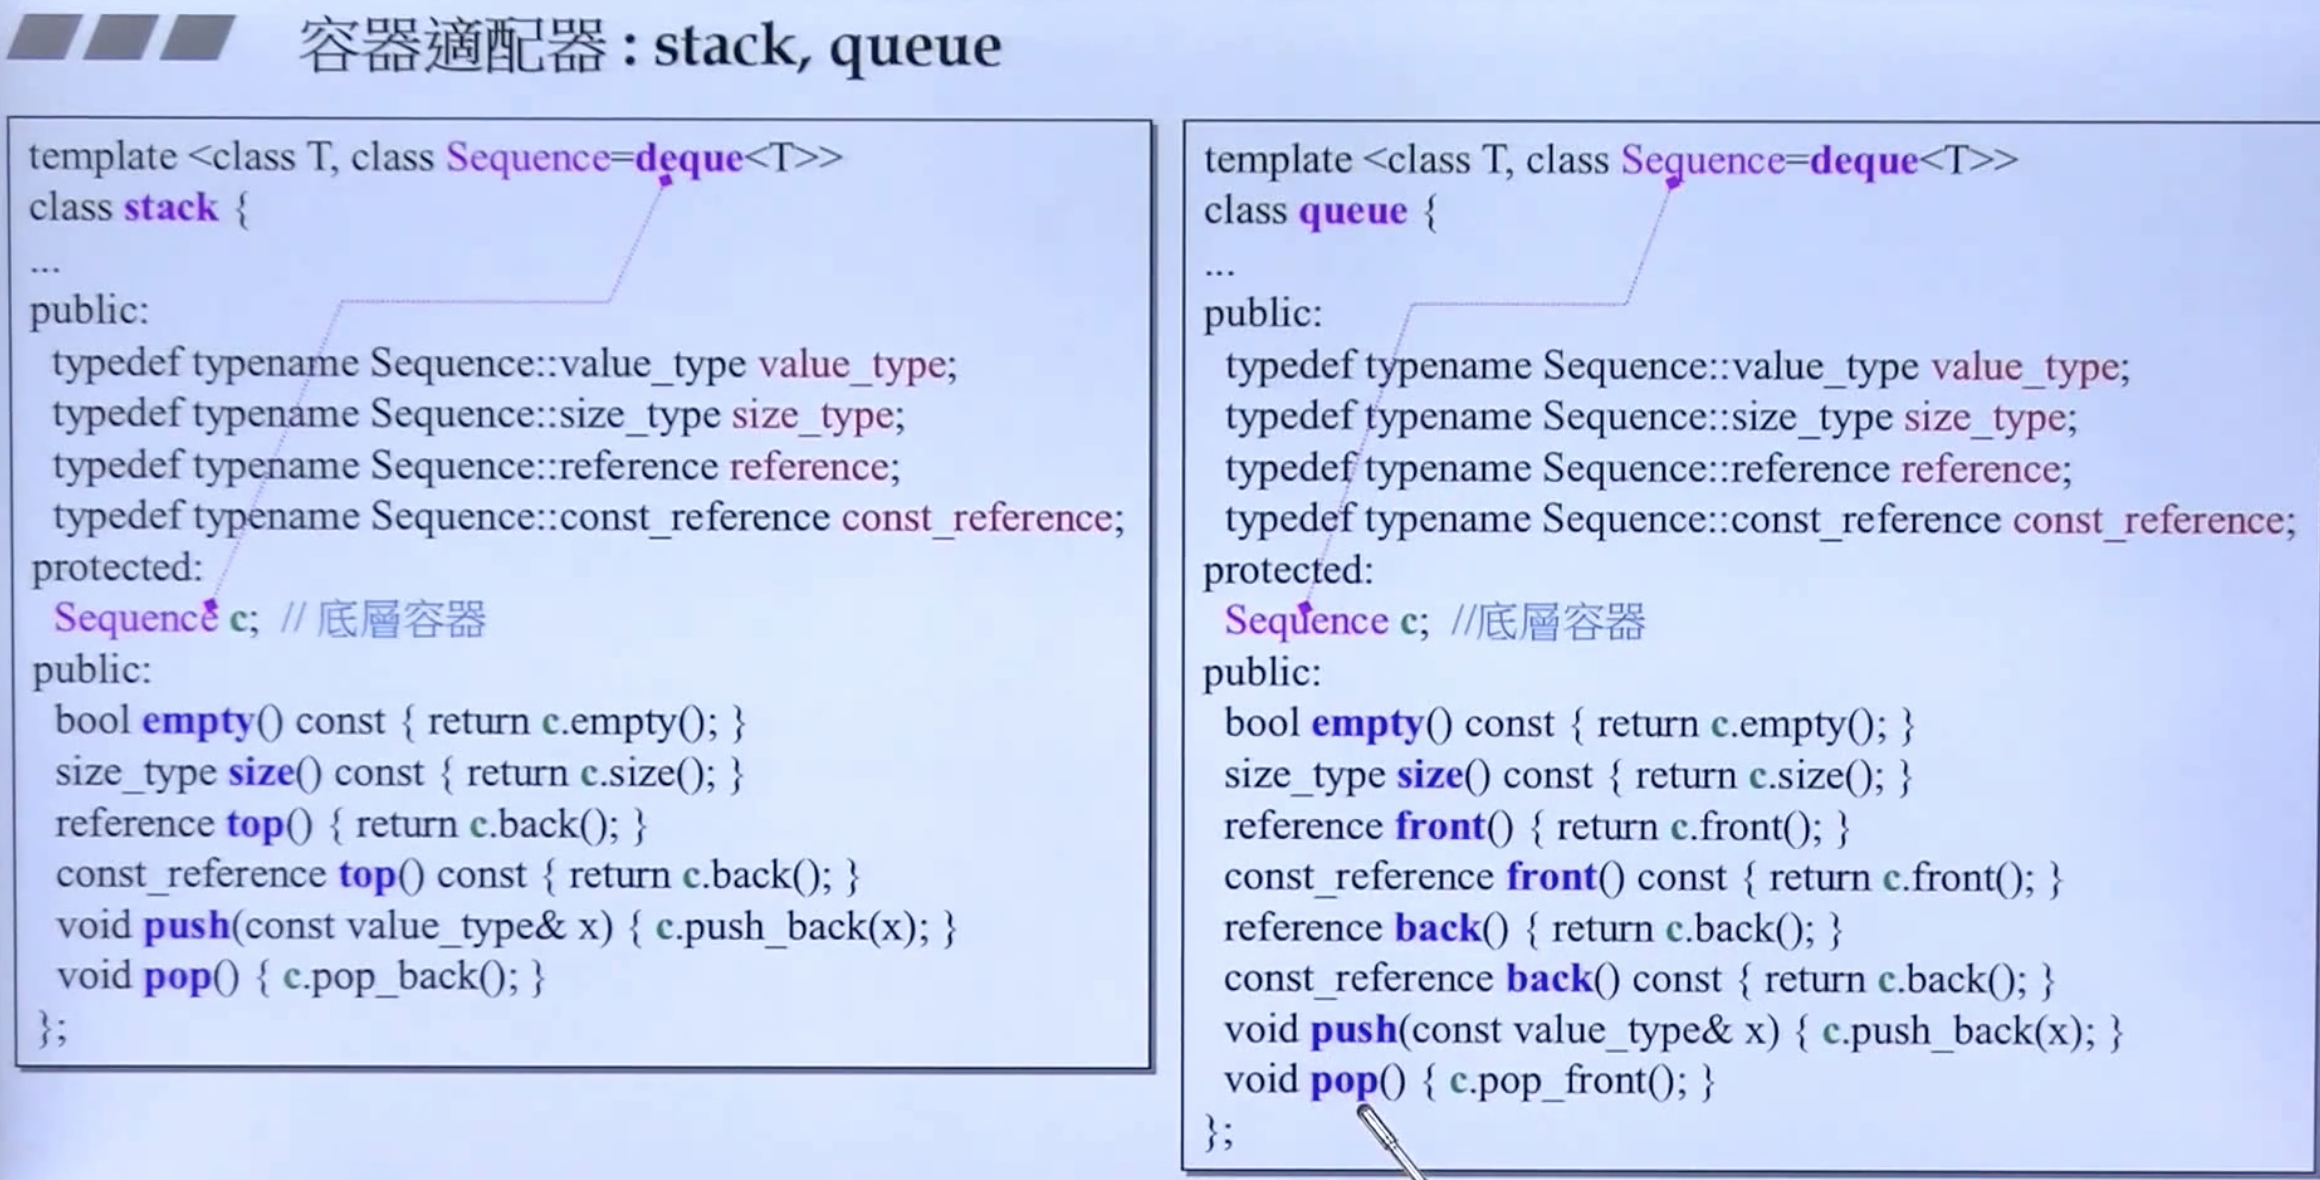 容器適配器 : stack, queue
template <class T, class Sequence=deque<T>>
class stack {
...
public:
typedef typename Sequence::value_type value_type;
typedef typename Sequence::size_type size_type;
typedef typename Sequence::reference reference;
typedef typename Sequence::const_reference const_reference;
protected:
Sequence c; // 底層容器
public:
bool empty() const { return c.empty(); }
size_type size() const { return c.size(); }
reference top() { return c.back(); }
const_reference top() const { return c.back(); }
void push(const value_type& x) { c.push_back(x); }
void pop() { c.pop_back(); }
};
template <class T, class Sequence=deque<T>>
class queue {
...
public:
typedef typename Sequence::value_type value_type;
typedef typename Sequence::size_type size_type;
typedef typename Sequence::reference reference;
typedef typename Sequence::const_reference const_reference;
protected:
Sequence c; //底層容器
public:
bool empty() const { return c.empty(); }
size_type size() const { return c.size(); }
reference front() { return c.front(); }
const_reference front() const { return c.front(); }
reference back() { return c.back(); }
const_reference back() const { return c.back(); }
void push(const value_type& x) { c.push_back(x); }
void pop() { c.pop_front(); }
};